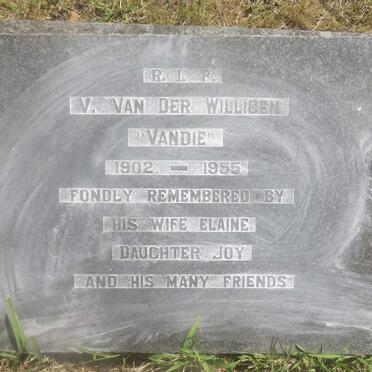 R. I. P.
V. VAN DER WILLIGEN
"VANDIE"
1902 — 1955
FONDLY REMEMBERED BY
HIS WIFE ELAINE
DAUGHTER JOY
AND HIS MANY FRIENDS